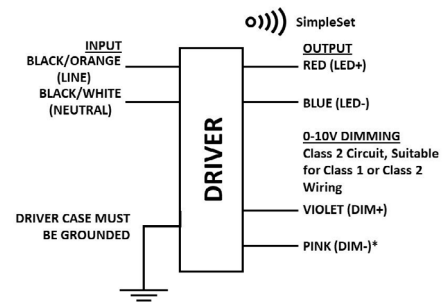 SimpleSet
INPUT
BLACK/ORANGE
(LINE)
BLACK/WHITE
(NEUTRAL)
DRIVER CASE MUST
BE GROUNDED
DRIVER
OUTPUT
RED (LED+)
BLUE (LED-)
0-10V DIMMING
Class 2 Circuit, Suitable
for Class 1 or Class 2
Wiring
VIOLET (DIM+)
PINK (DIM-)*